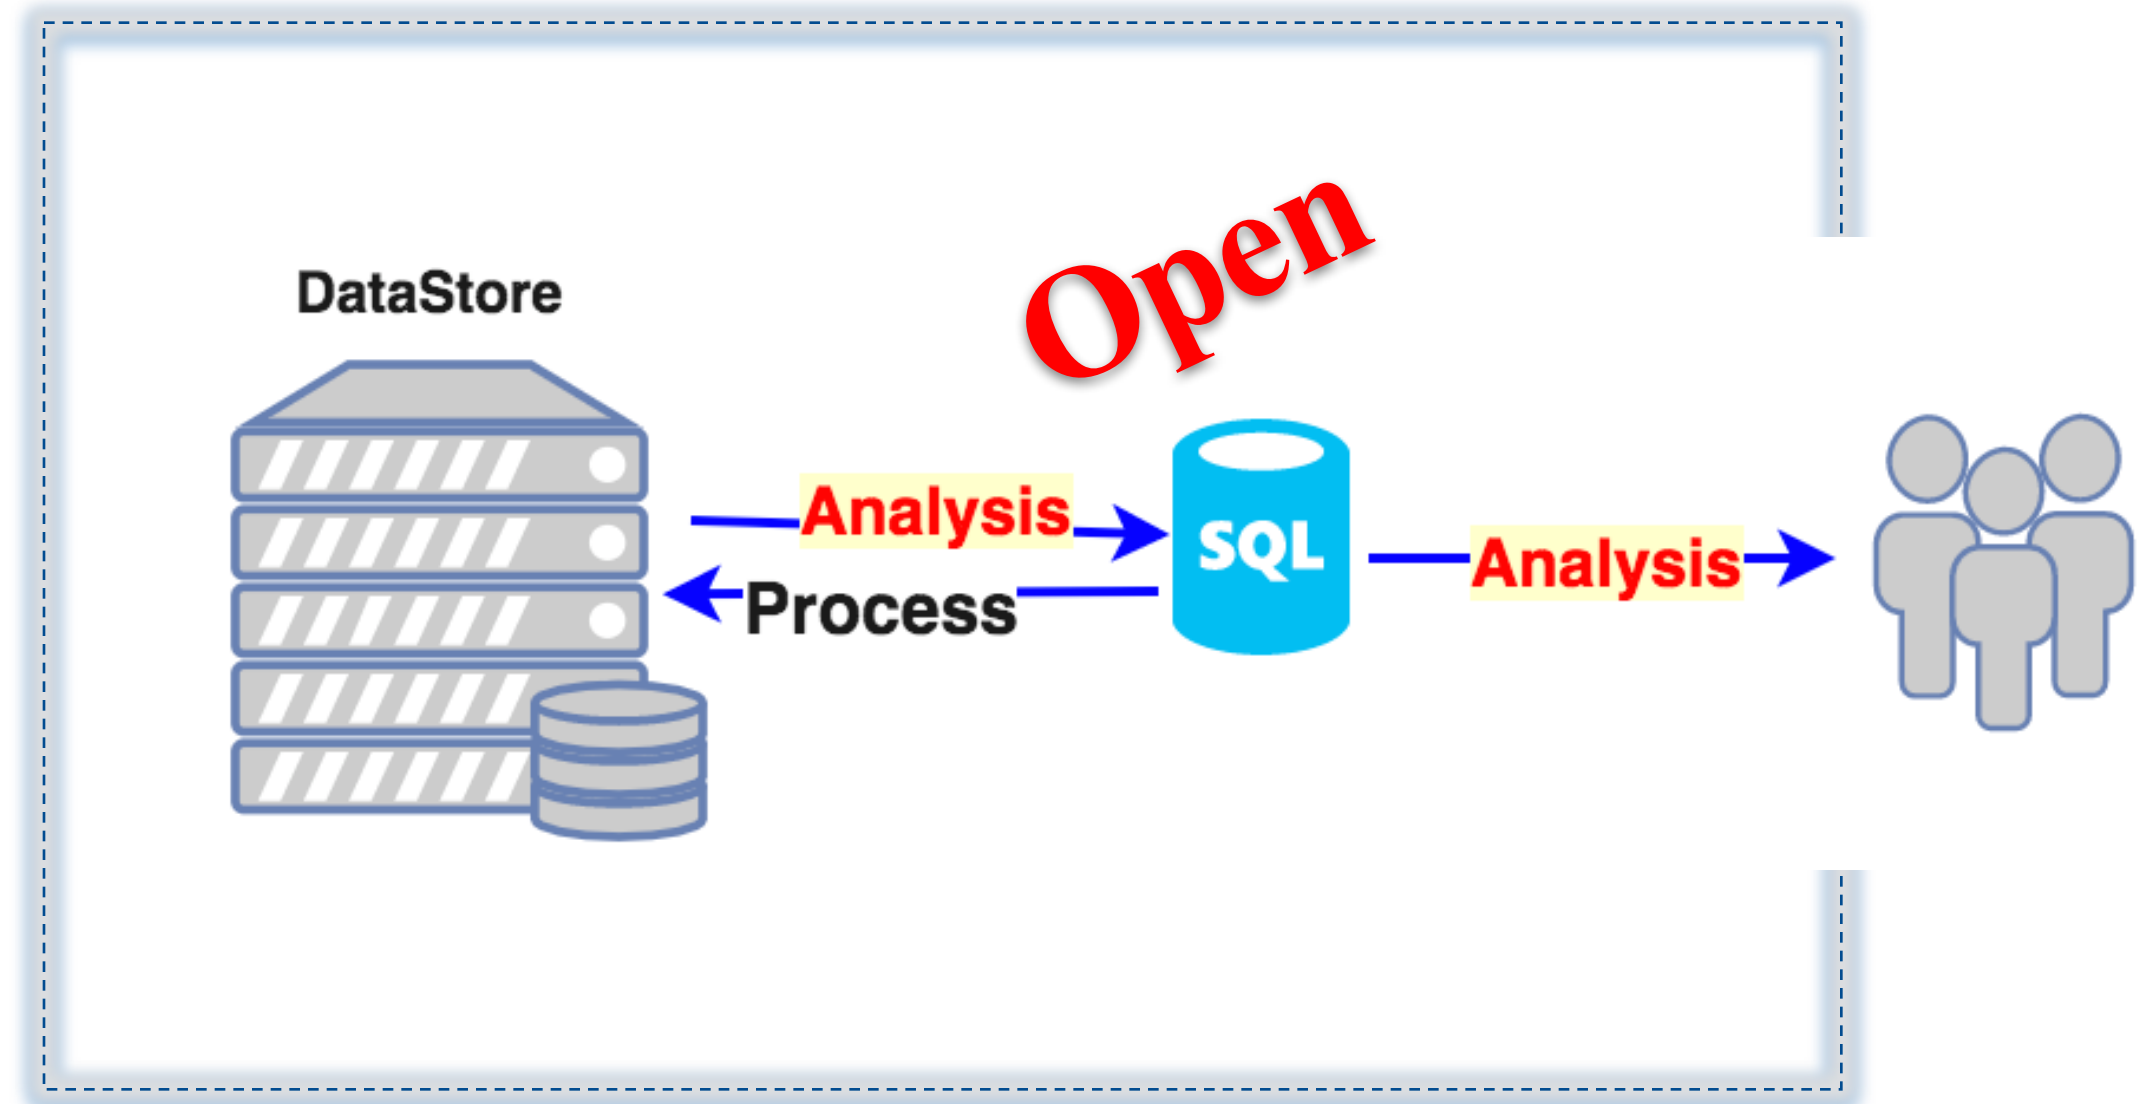 Open
DataStore
Analysis
SQL
Analysis
Process